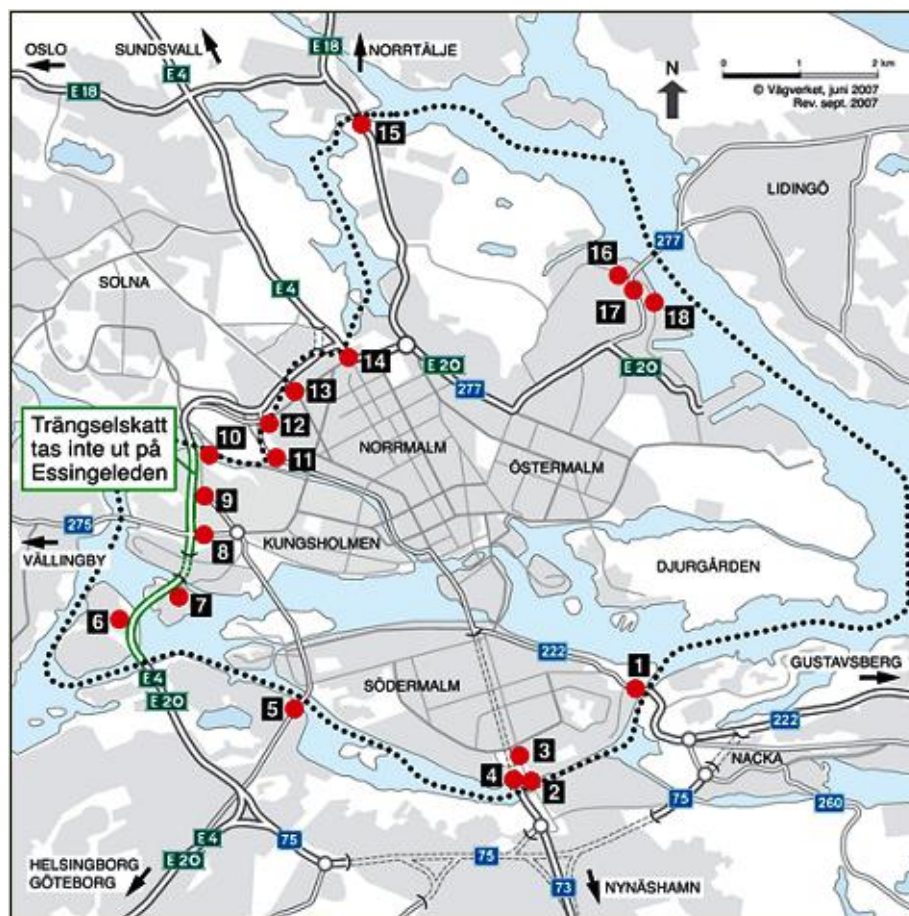 OSLO
SUNDSVALL
E 18
NORRTÄLJE
E 4
E 18
N
0 1 2 km
© Vägverket, juni 2007
Rev. sept. 2007
15
LIDINGÖ
16
277
SOLNA
E 4
17
18
14
E 20
E 20
277
13
Trängselskatt
tas inte ut på
Essingeleden
12
10
11
NORRMALM
ÖSTERMALM
9
275
8
KUNGSHOLMEN
VÄLLINGBY
DJURGÅRDEN
7
6
222
1
GUSTAVSBERG
E 4
E 20
SÖDERMALM
5
222
3
NACKA
4
2
75
260
E 4
75
75
HELSINGBORG
GÖTEBORG
E 20
73
NYNÄSHAMN